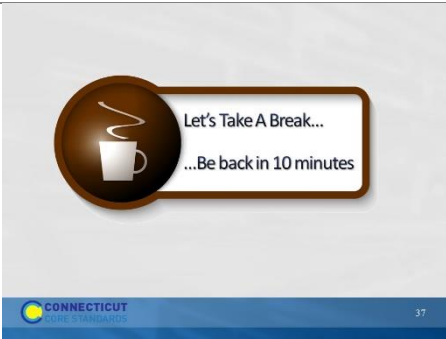 Let's Take A Break...
...Be back in 10 minutes
CONNECTICUT
CORE STANDARDS
37